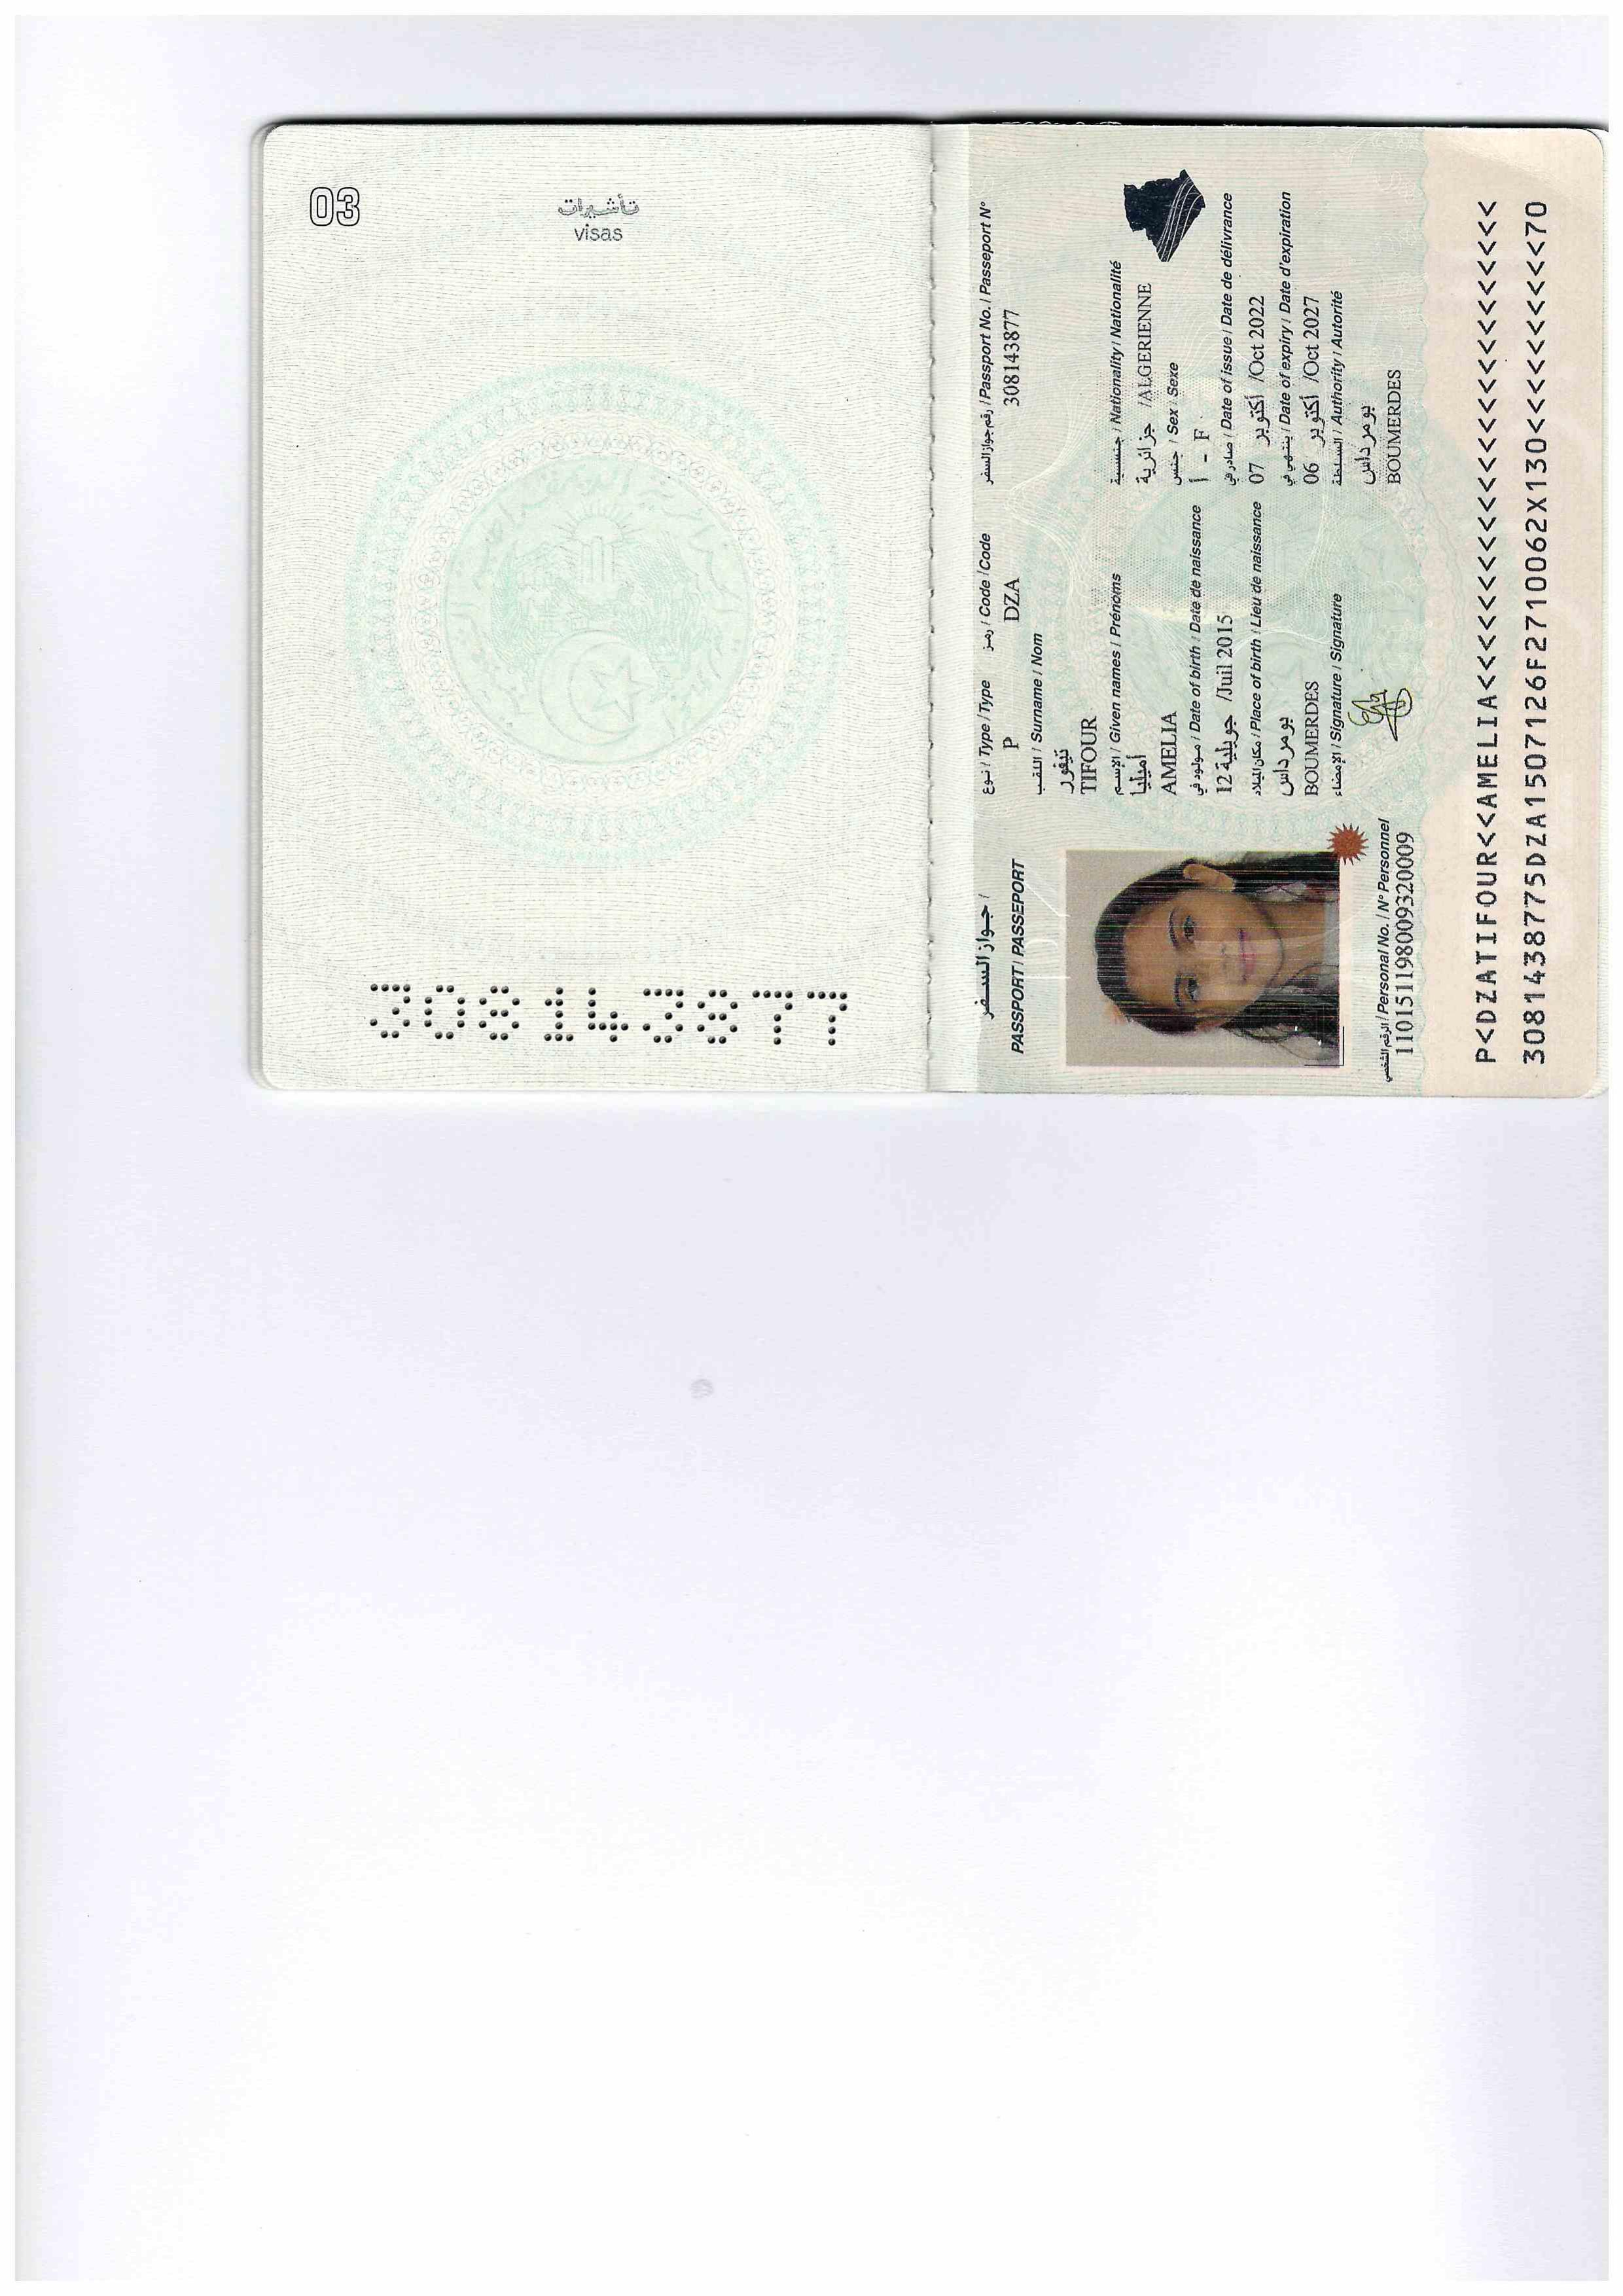 03
تأشيرات
visas
308143877
جواز السفر /
PASSPORT / PASSEPORT
نوع / Type / Type
رمز / Code / Code
رقم جواز السفر / Passport No. / Passeport N°
P
DZA
308143877
اللقب / Surname / Nom
تيفور
TIFOUR
الإسم / Given names / Prénoms
أميليا
AMELIA
جنسية / Nationality / Nationalité
جزائرية /ALGERIENNE
مولود في / Date of birth / Date de naissance
12 جويلية /Juil 2015
جنس / Sex / Sexe
أ - F
مكان الميلاد / Place of birth / Lieu de naissance
بومرداس
BOUMERDES
صادر في / Date of issue / Date de délivrance
07 أكتوبر /Oct 2022
ينتهي في / Date of expiry / Date d'expiration
06 أكتوبر /Oct 2027
الإمضاء / Signature / Signature
السلطة / Authority / Autorité
بومرداس
BOUMERDES
الرقم الشخصي / Personal No. / N° Personnel
110151198009320009
P<DZATIFOUR<<AMELIA<<<<<<<<<<<<<<<<<<<<<<<<<
3081438775DZA1507126F2710062X130<<<<<<<<<<70